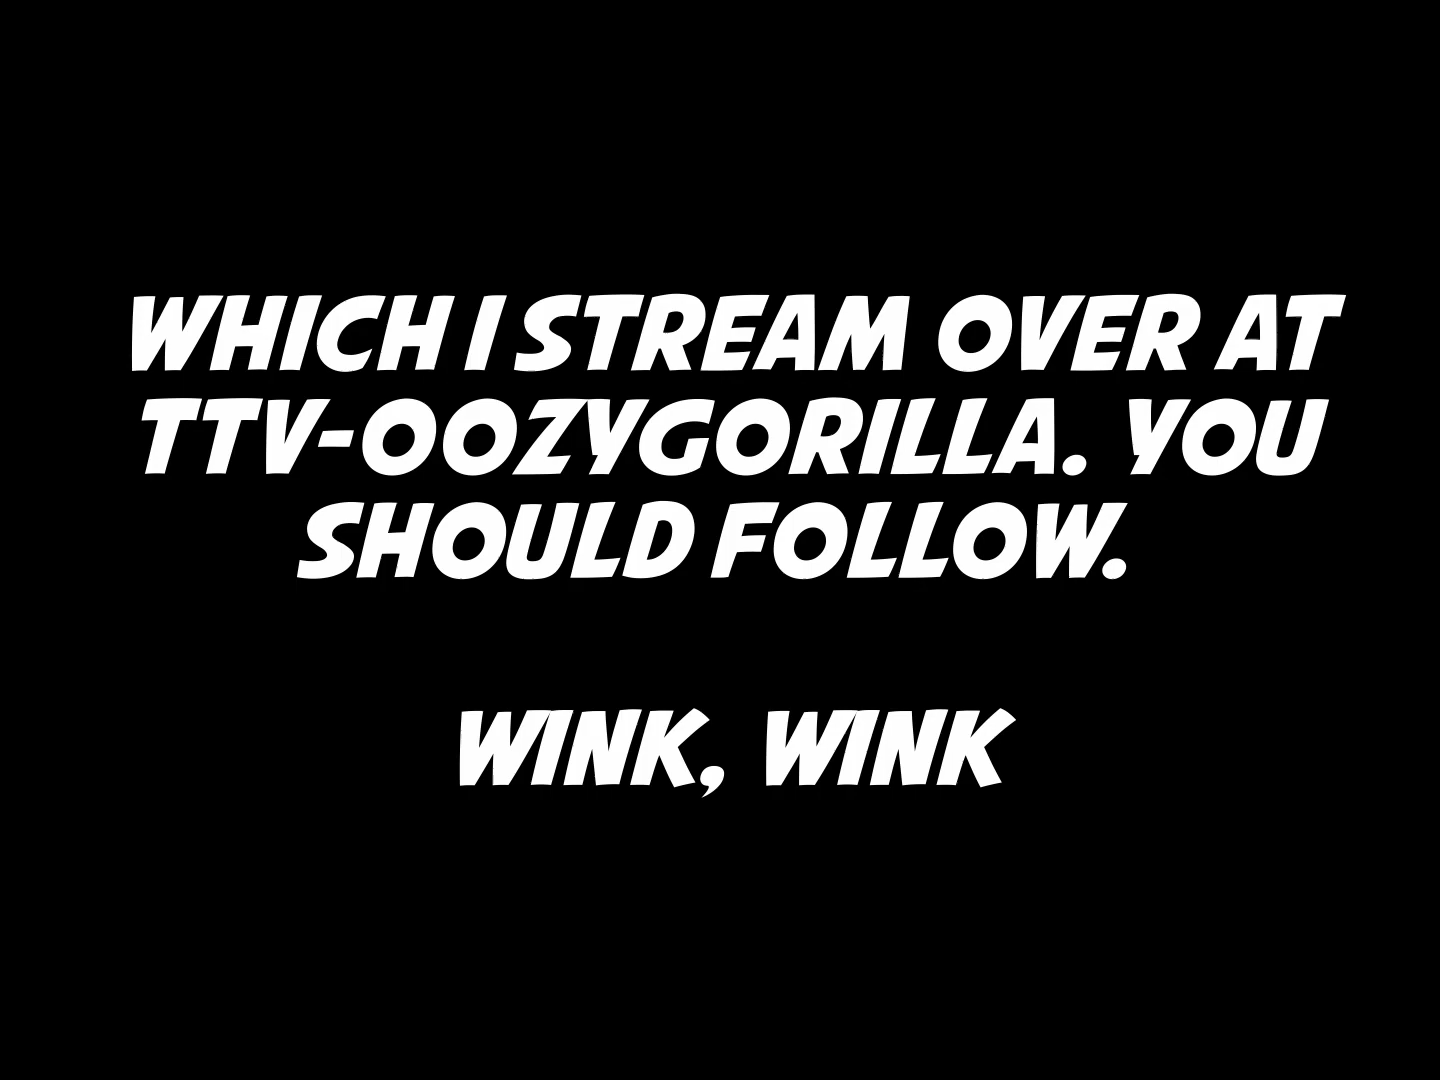 WHICH I STREAM OVER AT
TTV-OOZYGORILLA. YOU
SHOULD FOLLOW.
WINK, WINK